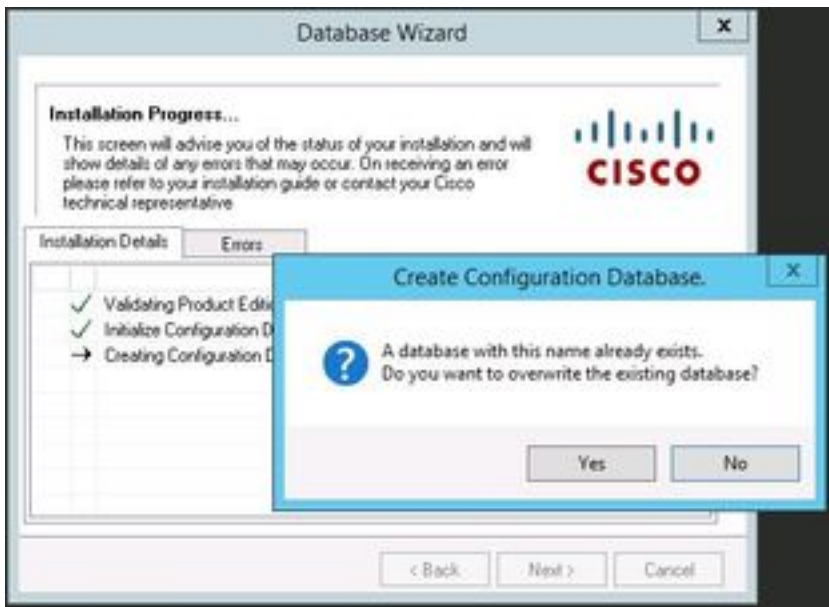 Database Wizard
x
Installation Progress...
This screen will advise you of the status of your installation and will
show details of any errors that may occur. On receiving an error
please refer to your installation guide or contact your Cisco
technical representative
CISCO
Installation Details
Errors
Validating Product Editio
Initialize Configuration D
Creating Configuration D
Create Configuration Database.
x
A database with this name already exists.
Do you want to overwrite the existing database?
Yes
No
< Back
Next >
Cancel